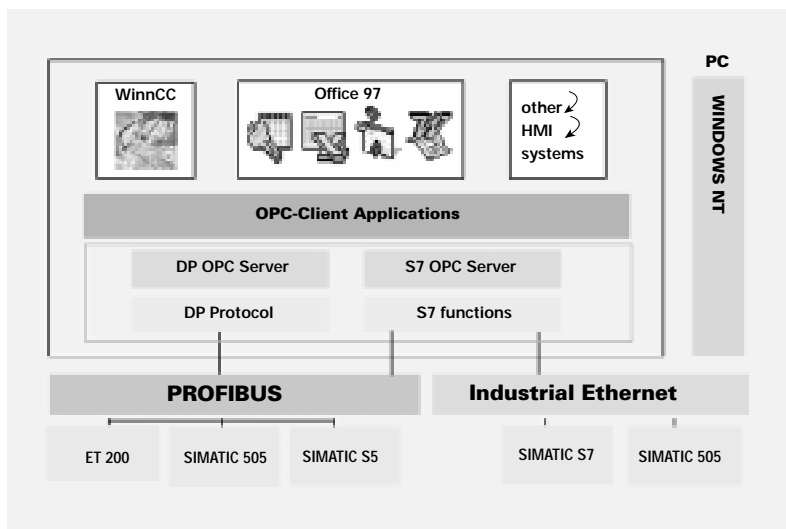 PC
WINDOWS NT
WinnCC
Office 97
other
HMI
systems
OPC-Client Applications
DP OPC Server
S7 OPC Server
DP Protocol
S7 functions
PROFIBUS
Industrial Ethernet
ET 200
SIMATIC 505
SIMATIC S5
SIMATIC S7
SIMATIC 505